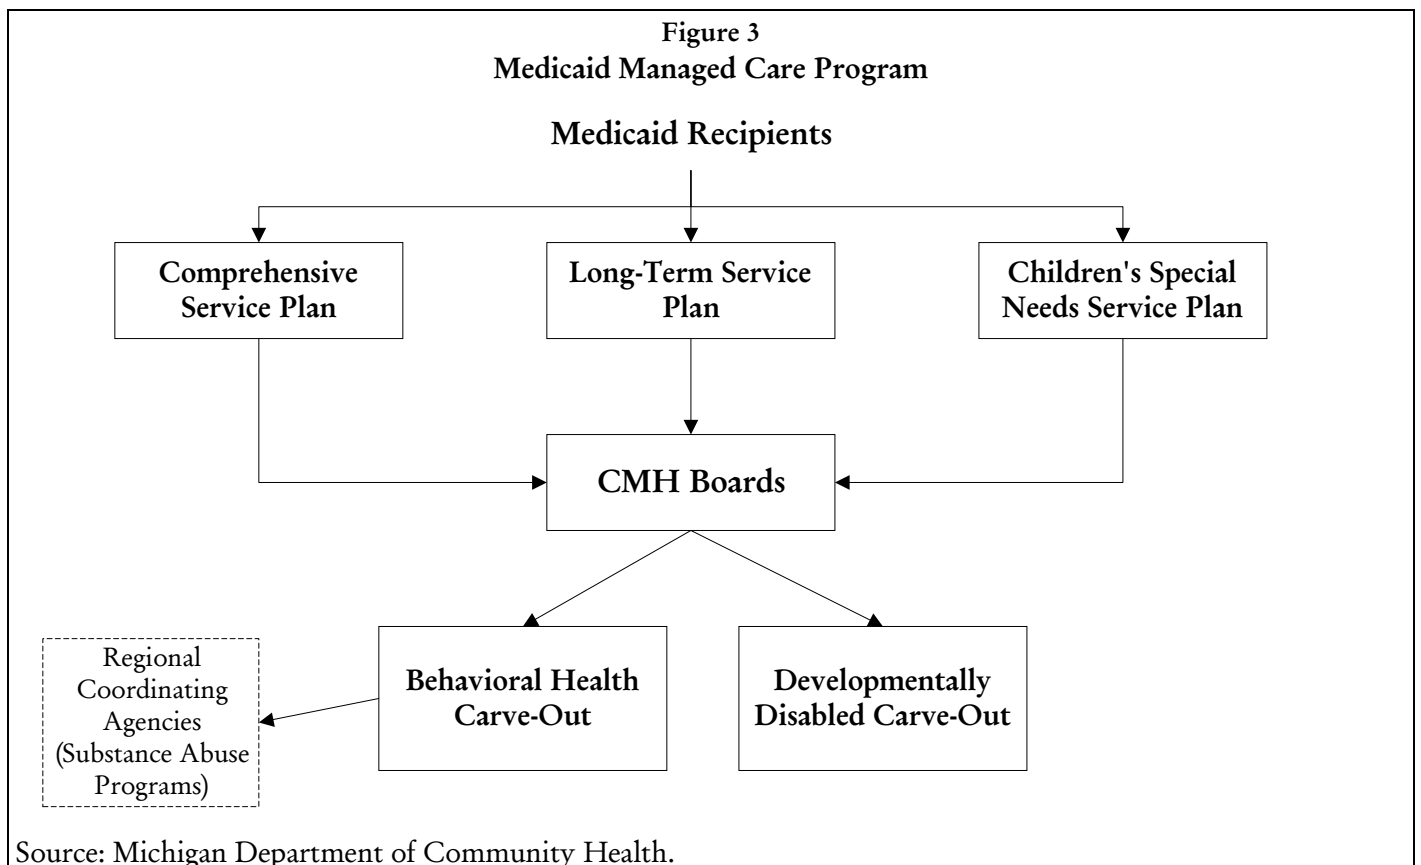 Figure 3
Medicaid Managed Care Program
Medicaid Recipients
Comprehensive
Service Plan
Long-Term Service
Plan
Children's Special
Needs Service Plan
CMH Boards
Regional
Coordinating
Agencies
(Substance Abuse
Programs)
Behavioral Health
Carve-Out
Developmentally
Disabled Carve-Out
Source: Michigan Department of Community Health.